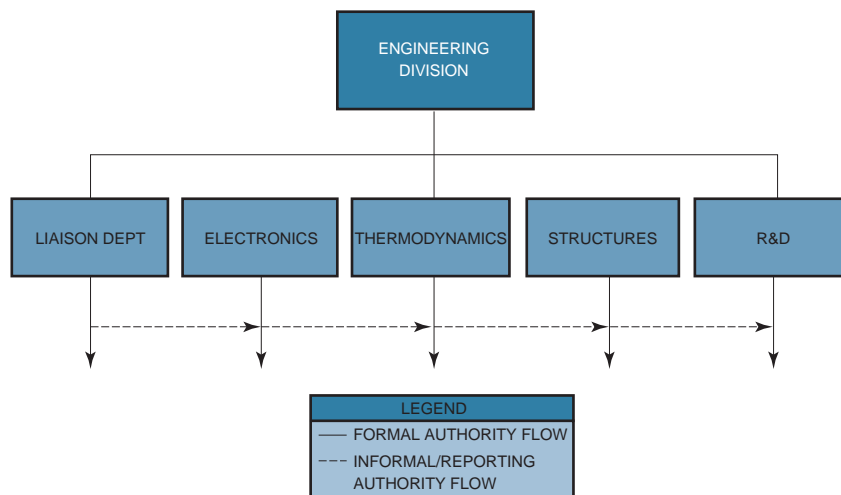 ENGINEERING
DIVISION
LIAISON DEPT
ELECTRONICS
THERMODYNAMICS
STRUCTURES
R&D
LEGEND
FORMAL AUTHORITY FLOW
INFORMAL/REPORTING
AUTHORITY FLOW